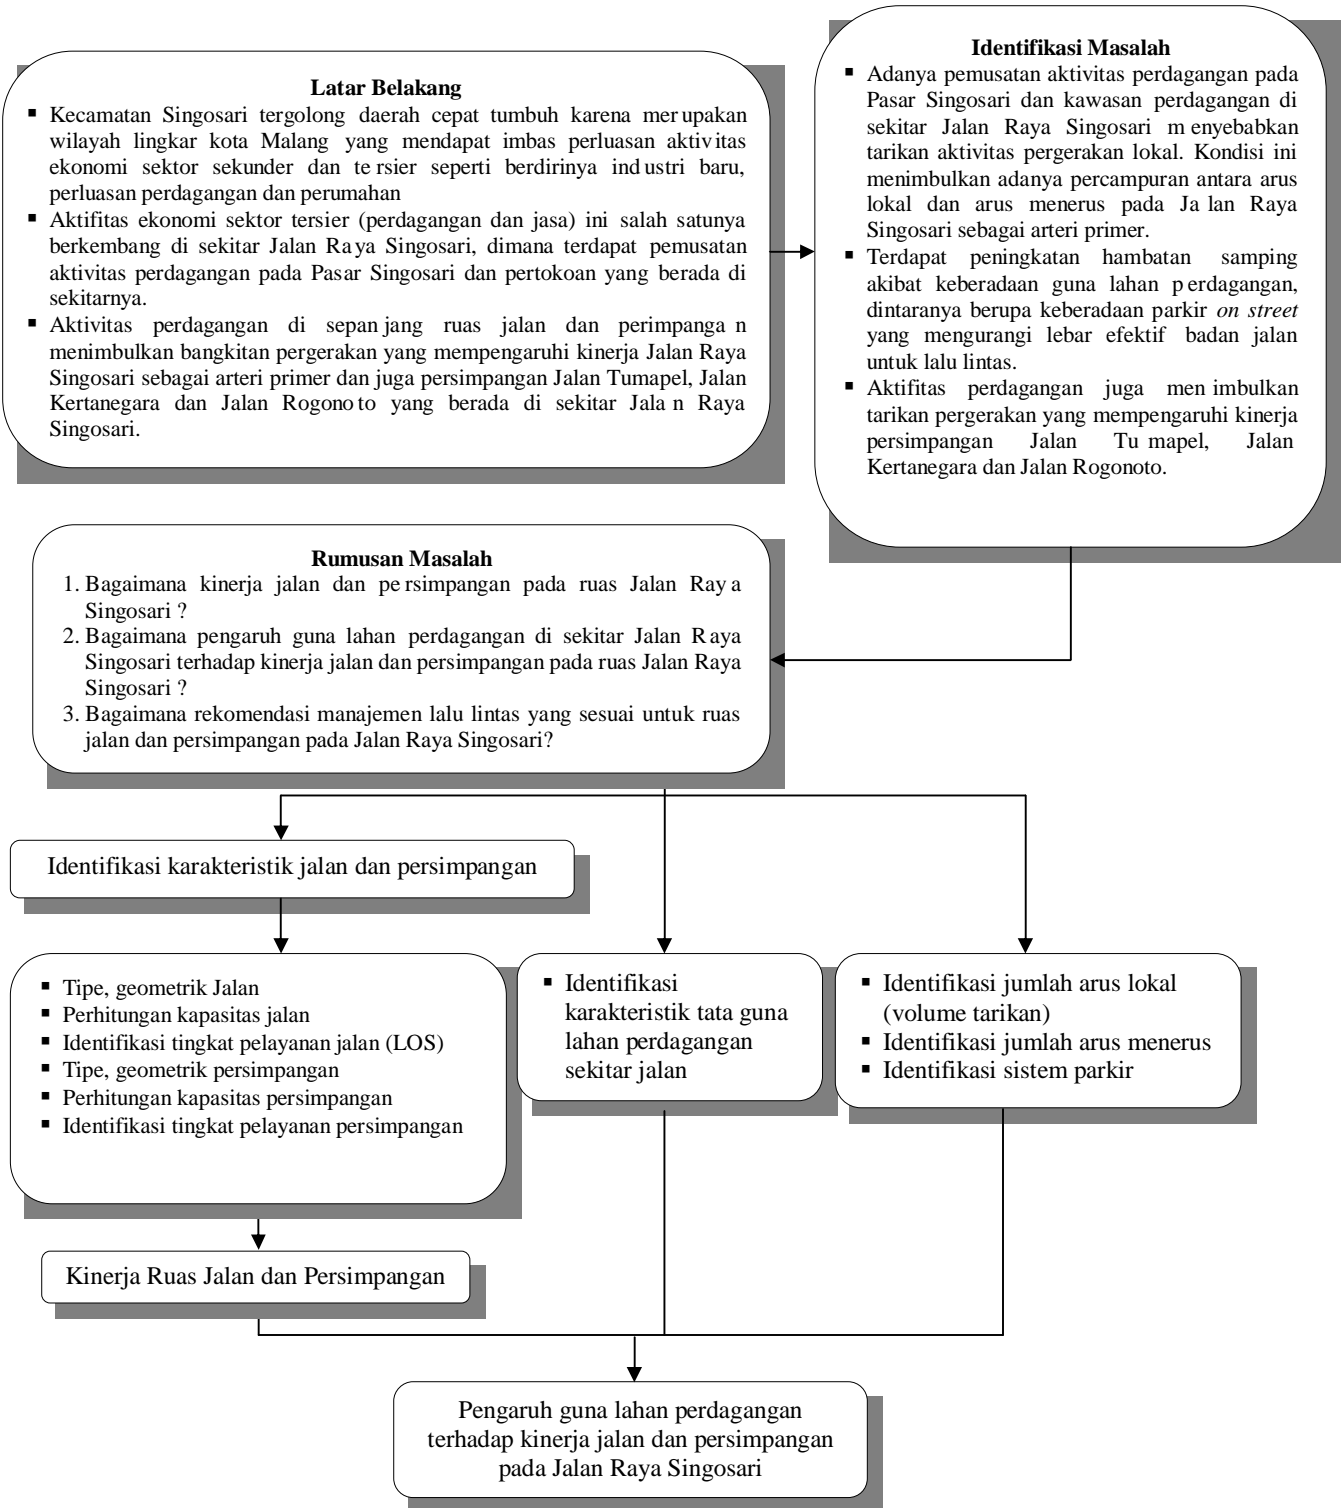 Latar Belakang
▪ Kecamatan Singosari tergolong daerah cepat tumbuh karena merupakan
wilayah lingkar kota Malang yang mendapat imbas perluasan aktivitas
ekonomi sektor sekunder dan tersier seperti berdirinya industri baru,
perluasan perdagangan dan perumahan
▪ Aktifitas ekonomi sektor tersier (perdagangan dan jasa) ini salah satunya
berkembang di sekitar Jalan Raya Singosari, dimana terdapat pemusatan
aktivitas perdagangan pada Pasar Singosari dan pertokoan yang berada di
sekitarnya.
▪ Aktivitas perdagangan di sepanjang ruas jalan dan perimpangan
menimbulkan bangkitan pergerakan yang mempengaruhi kinerja Jalan Raya
Singosari sebagai arteri primer dan juga persimpangan Jalan Tumapel, Jalan
Kertanegara dan Jalan Rogonoto yang berada di sekitar Jalan Raya
Singosari.
Identifikasi Masalah
▪ Adanya pemusatan aktivitas perdagangan pada
Pasar Singosari dan kawasan perdagangan di
sekitar Jalan Raya Singosari menyebabkan
tarikan aktivitas pergerakan lokal. Kondisi ini
menimbulkan adanya percampuran antara arus
lokal dan arus menerus pada Jalan Raya
Singosari sebagai arteri primer.
▪ Terdapat peningkatan hambatan samping
akibat keberadaan guna lahan perdagangan,
dintaranya berupa keberadaan parkir on street
yang mengurangi lebar efektif badan jalan
untuk lalu lintas.
▪ Aktifitas perdagangan juga menimbulkan
tarikan pergerakan yang mempengaruhi kinerja
persimpangan Jalan Tumapel, Jalan
Kertanegara dan Jalan Rogonoto.
Rumusan Masalah
1. Bagaimana kinerja jalan dan persimpangan pada ruas Jalan Raya
Singosari ?
2. Bagaimana pengaruh guna lahan perdagangan di sekitar Jalan Raya
Singosari terhadap kinerja jalan dan persimpangan pada ruas Jalan Raya
Singosari ?
3. Bagaimana rekomendasi manajemen lalu lintas yang sesuai untuk ruas
jalan dan persimpangan pada Jalan Raya Singosari?
Identifikasi karakteristik jalan dan persimpangan
▪ Tipe, geometrik Jalan
▪ Perhitungan kapasitas jalan
▪ Identifikasi tingkat pelayanan jalan (LOS)
▪ Tipe, geometrik persimpangan
▪ Perhitungan kapasitas persimpangan
▪ Identifikasi tingkat pelayanan persimpangan
▪ Identifikasi
karakteristik tata guna
lahan perdagangan
sekitar jalan
▪ Identifikasi jumlah arus lokal
(volume tarikan)
▪ Identifikasi jumlah arus menerus
▪ Identifikasi sistem parkir
Kinerja Ruas Jalan dan Persimpangan
Pengaruh guna lahan perdagangan
terhadap kinerja jalan dan persimpangan
pada Jalan Raya Singosari